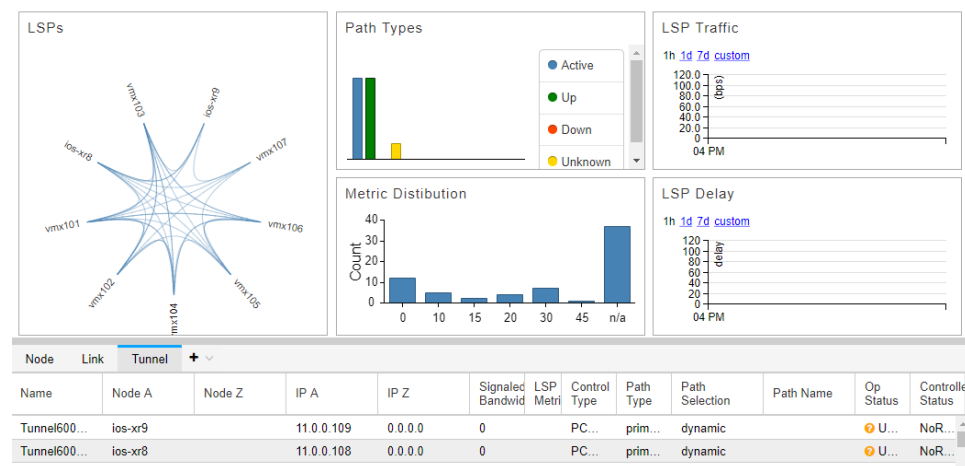 LSPs
vmx103
ios-xr9
ios-xr8
vmx107
vmx101
vmx106
vmx102
vmx105
vmx104
Path Types
Active
Up
Down
Unknown
LSP Traffic
1h 1d 7d custom
120.0
100.0
80.0
60.0
40.0
20.0
0
(bps)
04 PM
Metric Distibution
Count
40
30
20
10
0
0 10 15 20 30 45 n/a
LSP Delay
1h 1d 7d custom
120
100
80
60
40
20
0
delay
04 PM
Node Link Tunnel +
Name Node A Node Z IP A IP Z Signaled Bandwid LSP Metri Control Type Path Type Path Selection Path Name Op Status Controlle Status
Tunnel600... ios-xr9 11.0.0.109 0.0.0.0 0 PC... prim... dynamic ? U... NoR...
Tunnel600... ios-xr8 11.0.0.108 0.0.0.0 0 PC... prim... dynamic ? U... NoR...